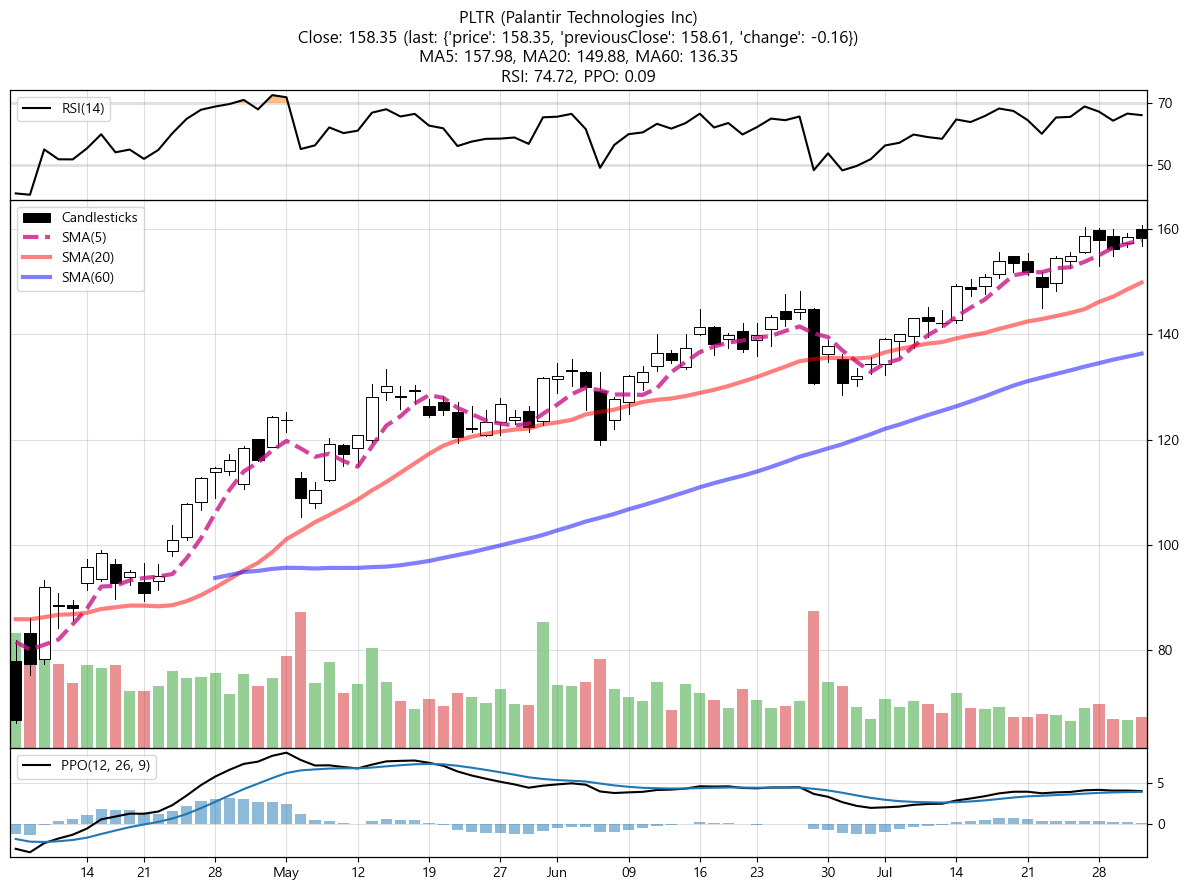 PLTR (Palantir Technologies Inc)
Close: 158.35 (last: {'price': 158.35, 'previousClose': 158.61, 'change': -0.16})
MA5: 157.98, MA20: 149.88, MA60: 136.35
RSI: 74.72, PPO: 0.09
RSI(14)
70
50
Candlesticks
SMA(5)
SMA(20)
SMA(60)
160
140
120
100
80
PPO(12, 26, 9)
5
0
14 21 28 May 12 19 27 Jun 09 16 23 30 Jul 14 21 28